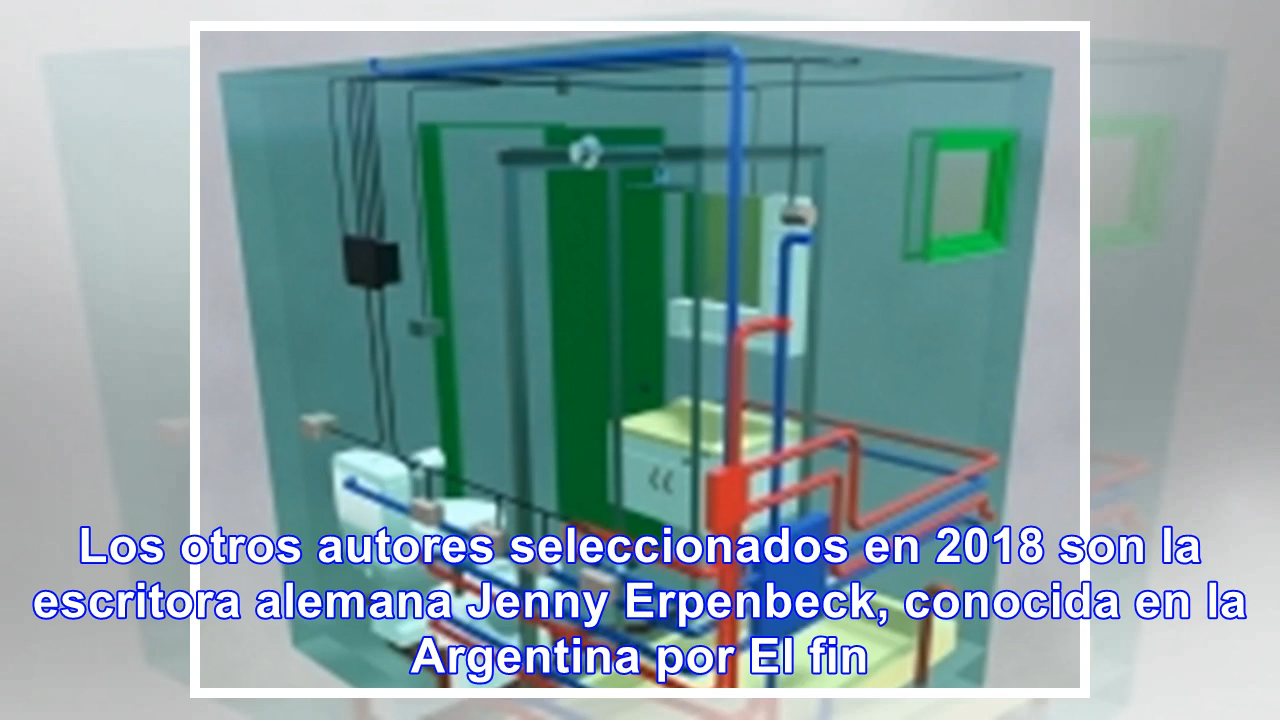 Los otros autores seleccionados en 2018 son la
escritora alemana Jenny Erpenbeck, conocida en la
Argentina por El fin